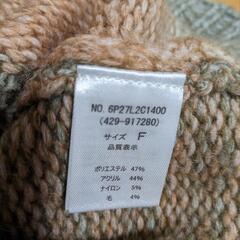 NO. 6P27L2C1400
(429-917280)
サイズ F
品質表示
ポリエステル 47%
アクリル 44%
ナイロン 5%
毛 4%